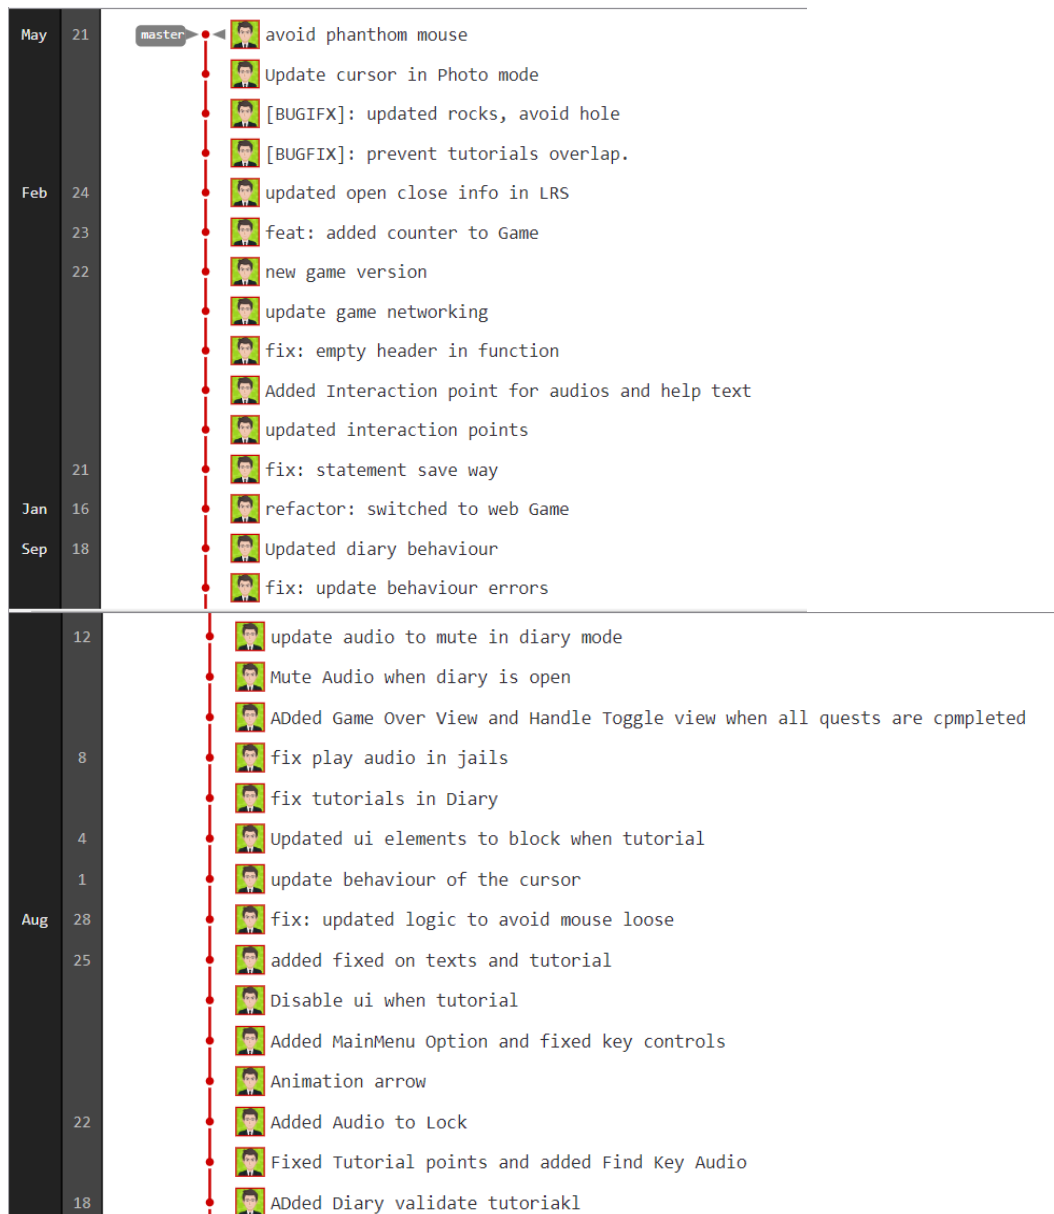 May 21 master avoid phanthom mouse
Update cursor in Photo mode
[BUGIFX]: updated rocks, avoid hole
[BUGFIX]: prevent tutorials overlap.
Feb 24 updated open close info in LRS
23 feat: added counter to Game
22 new game version
update game networking
fix: empty header in function
Added Interaction point for audios and help text
updated interaction points
21 fix: statement save way
Jan 16 refactor: switched to web Game
Sep 18 Updated diary behaviour
fix: update behaviour errors
12 update audio to mute in diary mode
Mute Audio when diary is open
ADded Game Over View and Handle Toggle view when all quests are cpmpleted
8 fix play audio in jails
fix tutorials in Diary
4 Updated ui elements to block when tutorial
1 update behaviour of the cursor
Aug 28 fix: updated logic to avoid mouse loose
25 added fixed on texts and tutorial
Disable ui when tutorial
Added MainMenu Option and fixed key controls
Animation arrow
22 Added Audio to Lock
Fixed Tutorial points and added Find Key Audio
18 ADded Diary validate tutoriakl